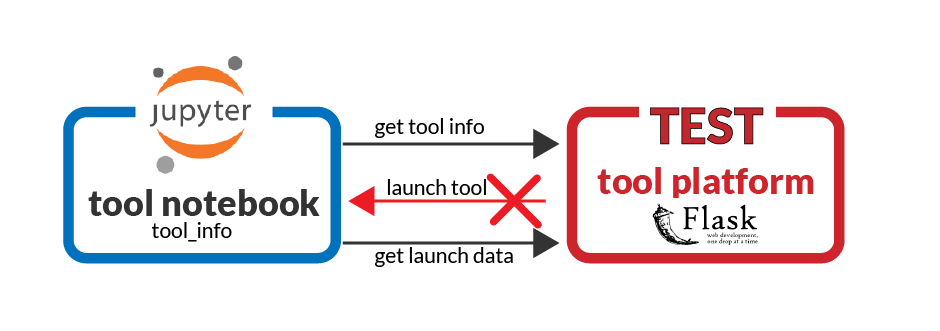 jupyter
tool notebook
tool_info
get tool info
launch tool
get launch data
TEST
tool platform
Flask
web development,
one drop at a time